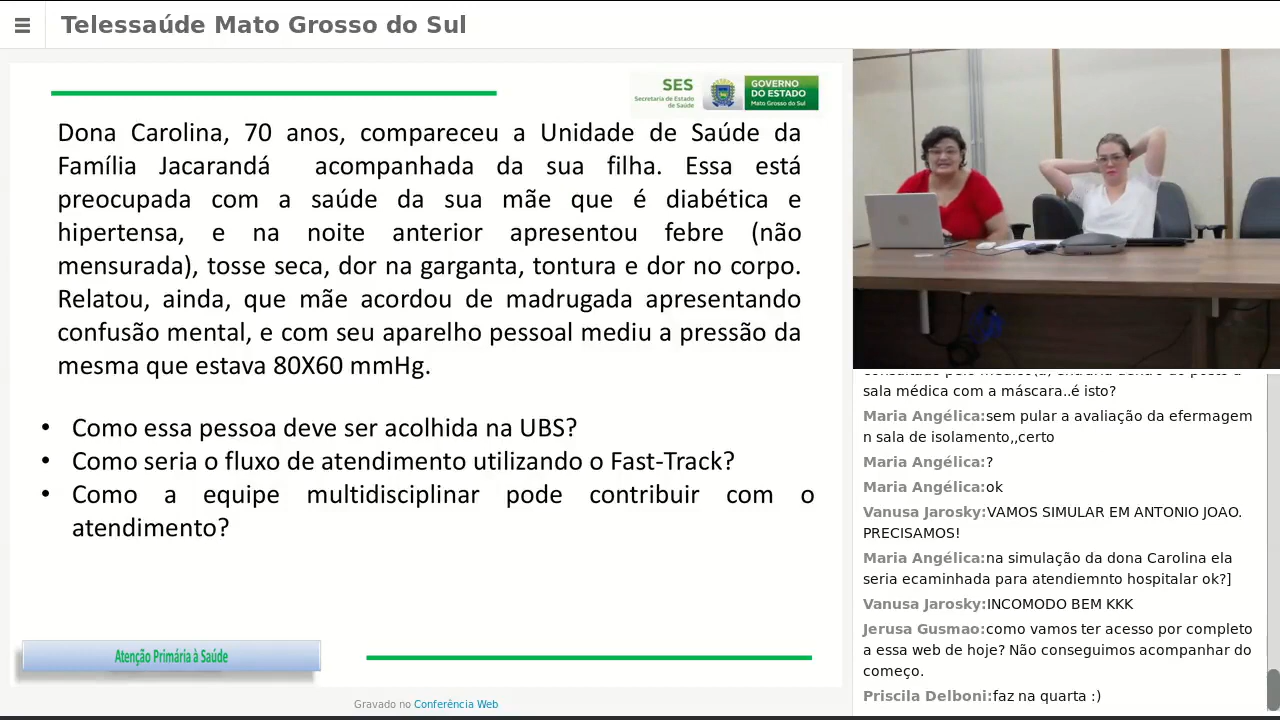 Telessaúde Mato Grosso do Sul
SES
Secretaria de Estado
de Saúde
GOVERNO
DO ESTADO
Mato Grosso do Sul
Dona Carolina, 70 anos, compareceu a Unidade de Saúde da
Família Jacarandá acompanhada da sua filha. Essa está
preocupada com a saúde da sua mãe que é diabética e
hipertensa, e na noite anterior apresentou febre (não
mensurada), tosse seca, dor na garganta, tontura e dor no corpo.
Relatou, ainda, que mãe acordou de madrugada apresentando
confusão mental, e com seu aparelho pessoal mediu a pressão da
mesma que estava 80X60 mmHg.
• Como essa pessoa deve ser acolhida na UBS?
• Como seria o fluxo de atendimento utilizando o Fast-Track?
• Como a equipe multidisciplinar pode contribuir com o
atendimento?
Atenção Primária à Saúde
Gravado no Conferência Web
sala médica com a máscara..é isto?
Maria Angélica:sem pular a avaliação da efermagem
n sala de isolamento,,certo
Maria Angélica:?
Maria Angélica:ok
Vanusa Jarosky:VAMOS SIMULAR EM ANTONIO JOAO.
PRECISAMOS!
Maria Angélica:na simulação da dona Carolina ela
seria ecaminhada para atendiemnto hospitalar ok?]
Vanusa Jarosky:INCOMODO BEM KKK
Jerusa Gusmao:como vamos ter acesso por completo
a essa web de hoje? Não conseguimos acompanhar do
começo.
Priscila Delboni:faz na quarta :)